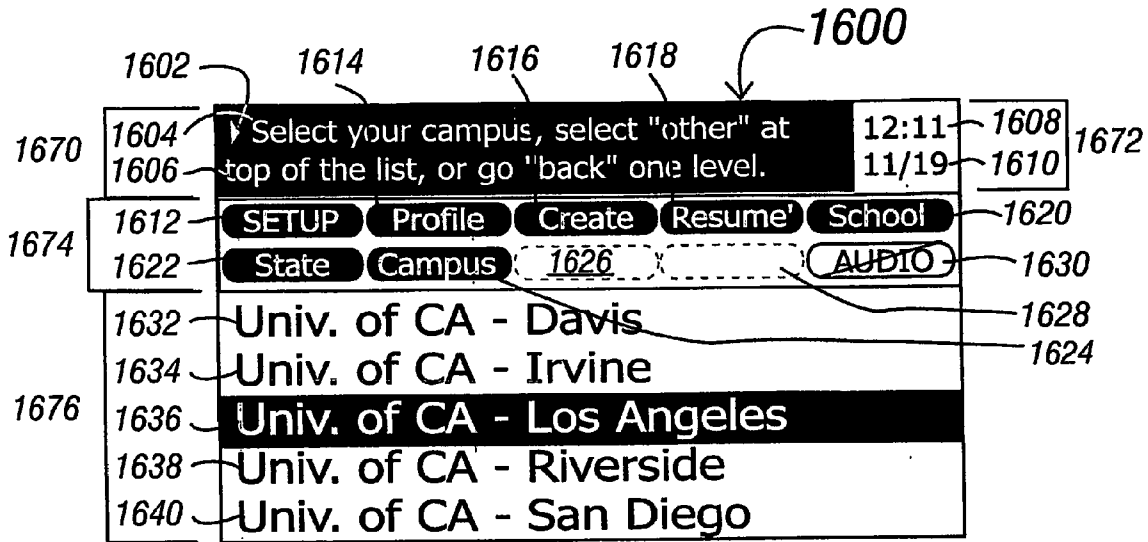 1600
1602 1614 1616 1618
1670 1604 Select your campus, select "other" at 12:11 1608 1672
1606 top of the list, or go "back" one level. 11/19 1610
1674 1612 SETUP Profile Create Resume' School 1620
1622 State Campus 1626 AUDIO 1630
1632 Univ. of CA - Davis 1628
1634 Univ. of CA - Irvine 1624
1676 1636 Univ. of CA - Los Angeles
1638 Univ. of CA - Riverside
1640 Univ. of CA - San Diego